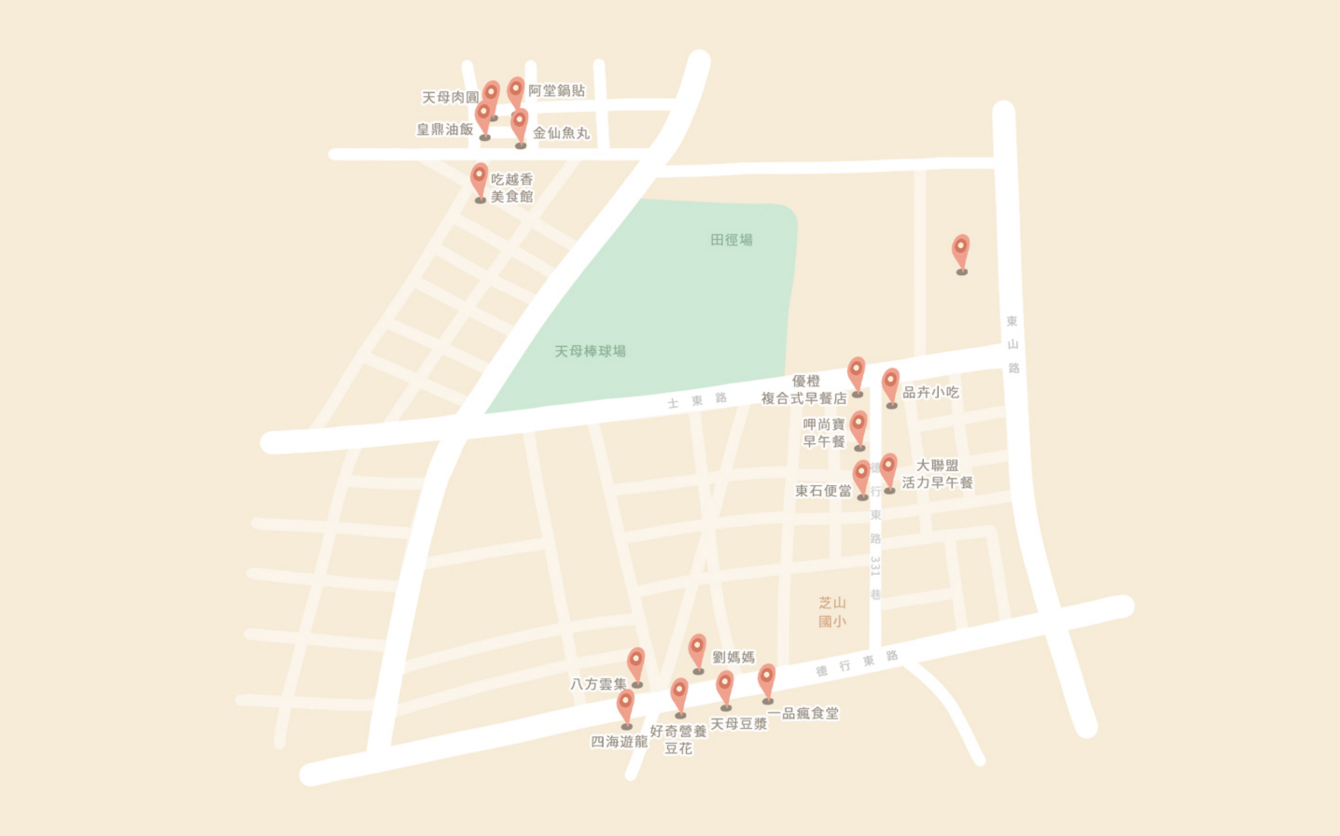 天母肉圓
阿堂鍋貼
皇鼎油飯
金仙魚丸
吃越香
美食館
田徑場
天母棒球場
東山路
士東路
優橙
複合式早餐店
品卉小吃
呷尚寶
早午餐
大聯盟
活力早午餐
東石便當
德行東路331巷
芝山
國小
德行東路
劉媽媽
八方雲集
四海遊龍
好奇營養
豆花
天母豆漿
一品瘋食堂